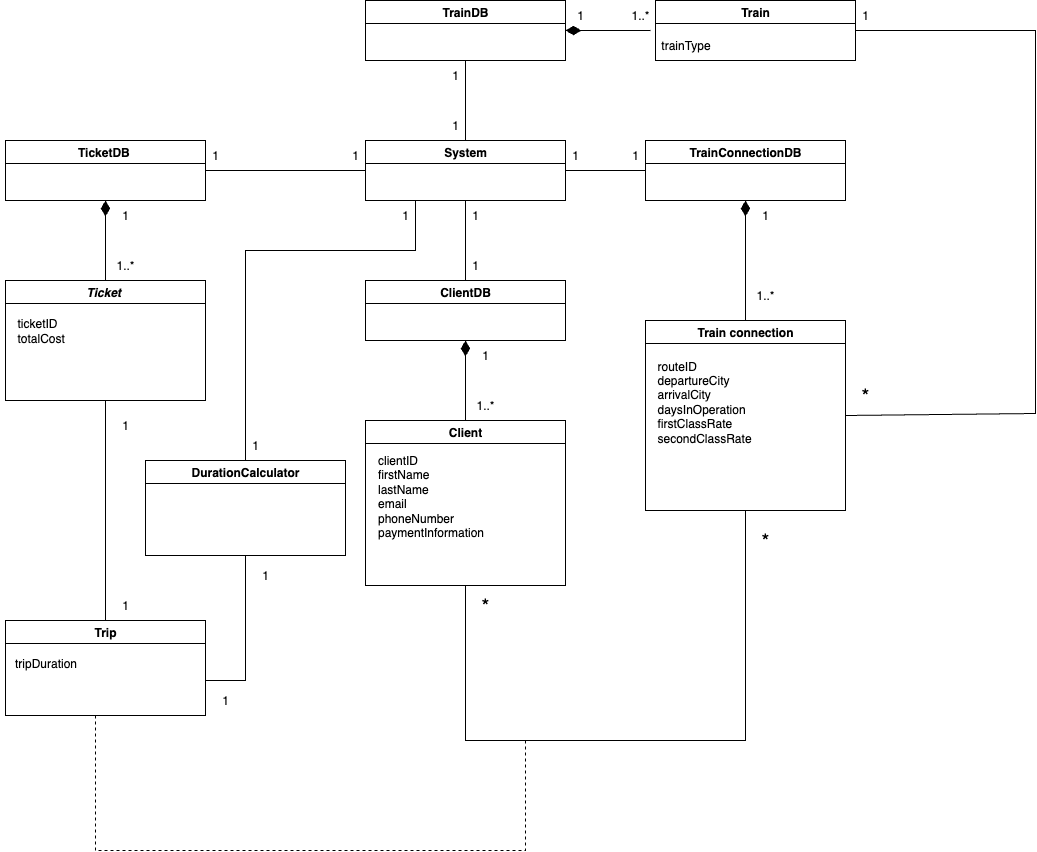 TrainDB
1
1..*
Train
trainType
1
1
1
TicketDB
1
1
System
1
1
TrainConnectionDB
1
1
1
1
1..*
1
1..*
Ticket
ticketID
totalCost
ClientDB
Train connection
routeID
departureCity
arrivalCity
daysInOperation
firstClassRate
secondClassRate
*
1
1..*
1
1
Client
clientID
firstName
lastName
email
phoneNumber
paymentInformation
DurationCalculator
*
1
*
1
Trip
tripDuration
1